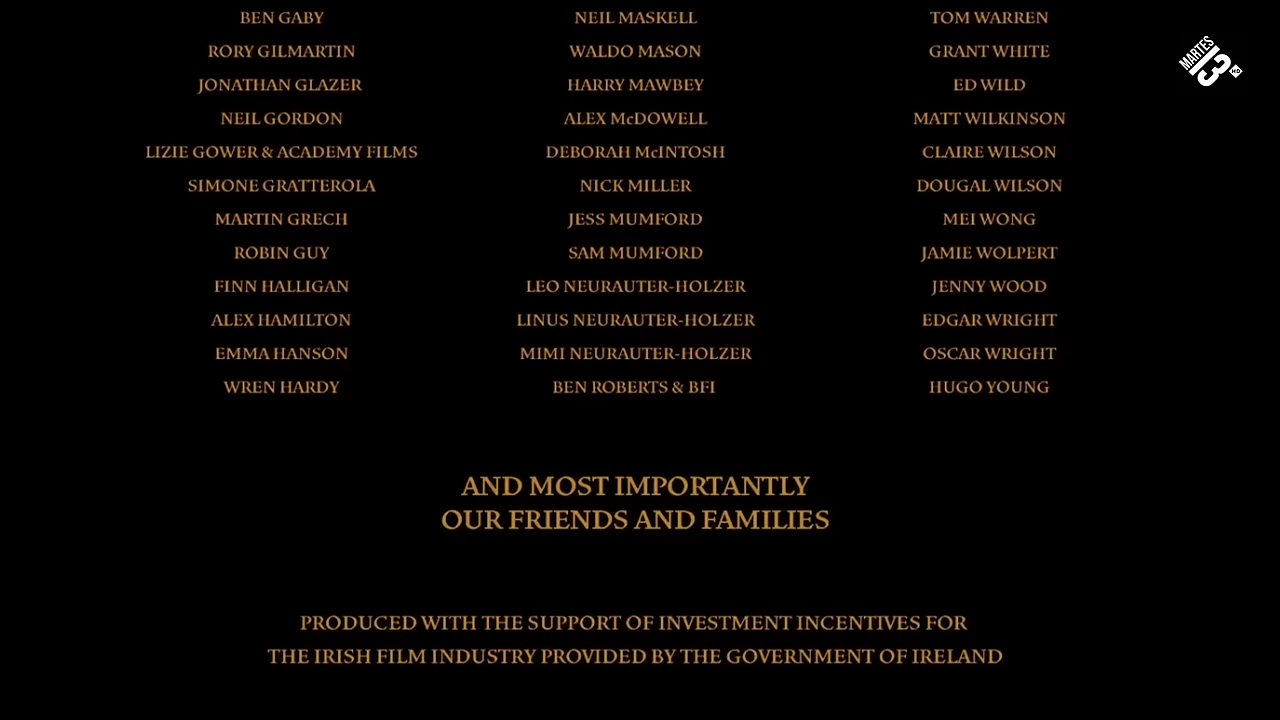 BEN GABY
RORY GILMARTIN
JONATHAN GLAZER
NEIL GORDON
LIZIE GOWER & ACADEMY FILMS
SIMONE GRATTEROLA
MARTIN GRECH
ROBIN GUY
FINN HALLIGAN
ALEX HAMILTON
EMMA HANSON
WREN HARDY
NEIL MASKELL
WALDO MASON
HARRY MAWBEY
ALEX McDOWELL
DEBORAH McINTOSH
NICK MILLER
JESS MUMFORD
SAM MUMFORD
LEO NEURAUTER-HOLZER
LINUS NEURAUTER-HOLZER
MIMI NEURAUTER-HOLZER
BEN ROBERTS & BFI
TOM WARREN
GRANT WHITE
ED WILD
MATT WILKINSON
CLAIRE WILSON
DOUGAL WILSON
MEI WONG
JAMIE WOLPERT
JENNY WOOD
EDGAR WRIGHT
OSCAR WRIGHT
HUGO YOUNG
MARTES
13
HD
AND MOST IMPORTANTLY
OUR FRIENDS AND FAMILIES
PRODUCED WITH THE SUPPORT OF INVESTMENT INCENTIVES FOR
THE IRISH FILM INDUSTRY PROVIDED BY THE GOVERNMENT OF IRELAND